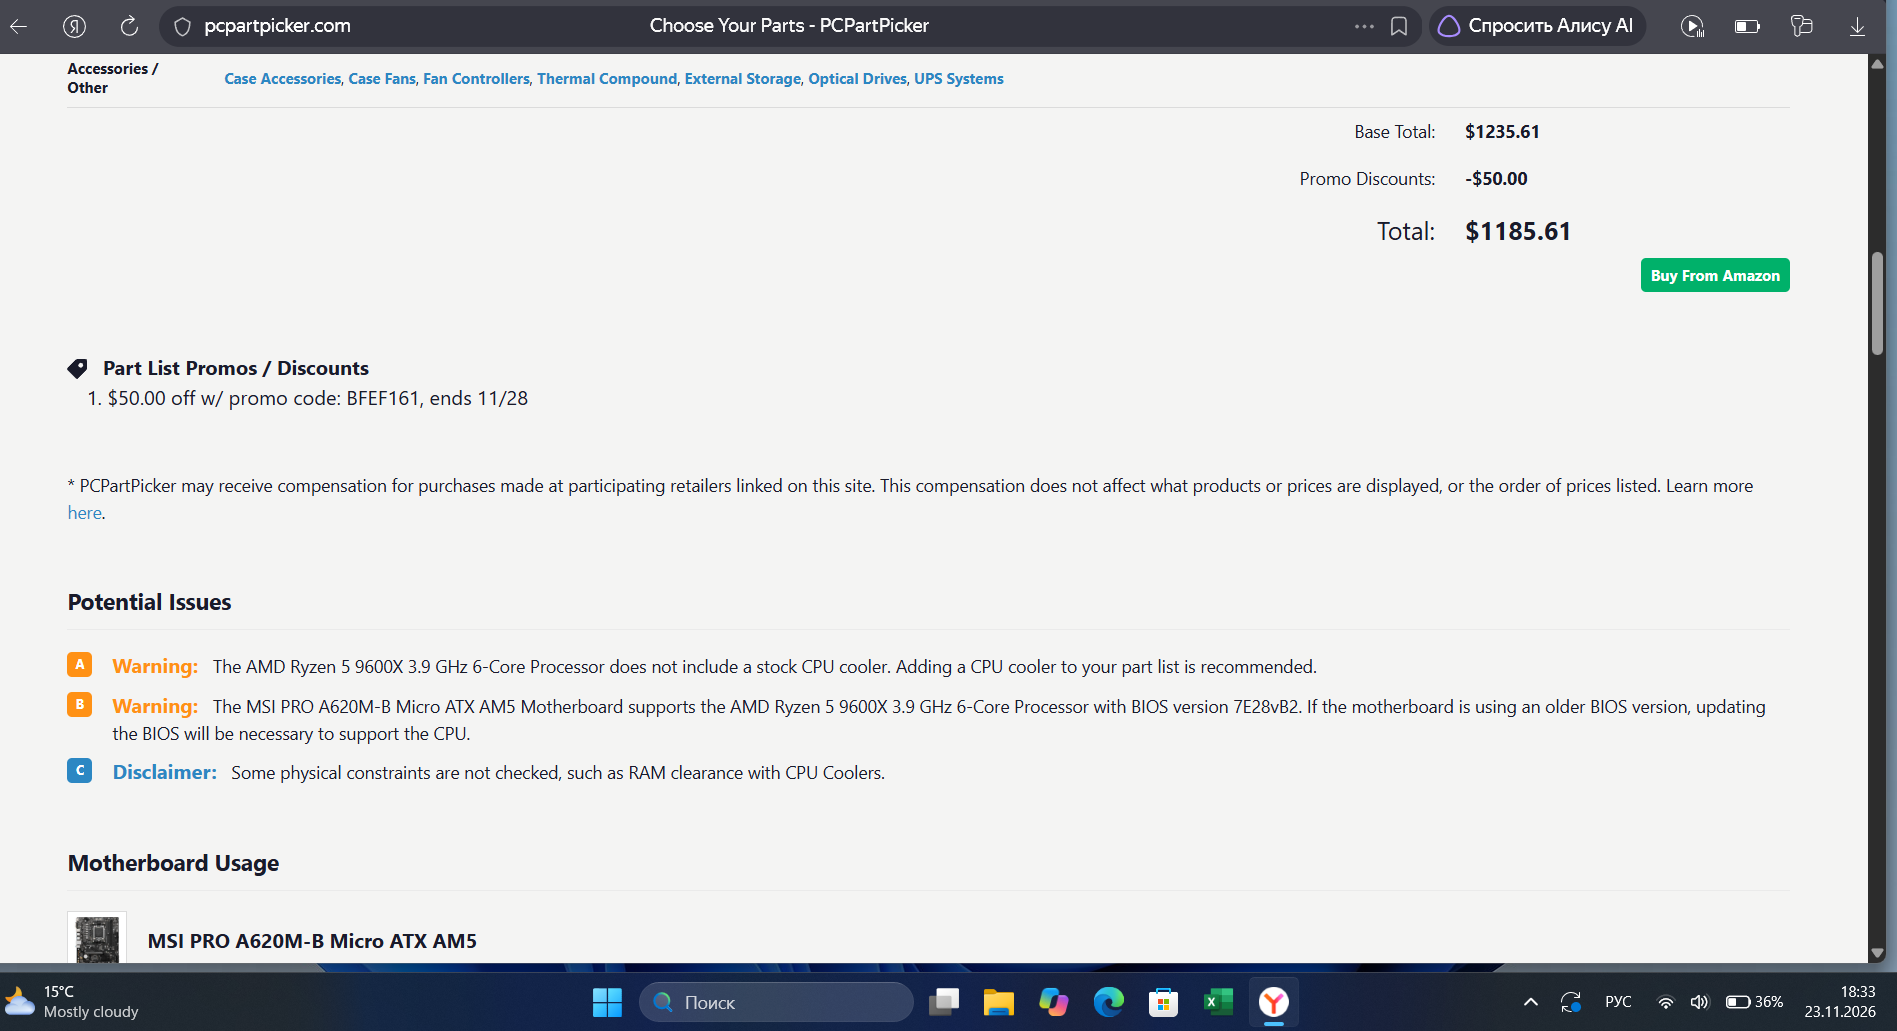 pcpartpicker.com
Choose Your Parts - PCPartPicker
Спросить Алису AI
Accessories /
Other
Case Accessories, Case Fans, Fan Controllers, Thermal Compound, External Storage, Optical Drives, UPS Systems
Base Total: $1235.61
Promo Discounts: -$50.00
Total: $1185.61
Buy From Amazon
Part List Promos / Discounts
1. $50.00 off w/ promo code: BFEF161, ends 11/28
* PCPartPicker may receive compensation for purchases made at participating retailers linked on this site. This compensation does not affect what products or prices are displayed, or the order of prices listed. Learn more
here.
Potential Issues
A Warning: The AMD Ryzen 5 9600X 3.9 GHz 6-Core Processor does not include a stock CPU cooler. Adding a CPU cooler to your part list is recommended.
B Warning: The MSI PRO A620M-B Micro ATX AM5 Motherboard supports the AMD Ryzen 5 9600X 3.9 GHz 6-Core Processor with BIOS version 7E28vB2. If the motherboard is using an older BIOS version, updating
the BIOS will be necessary to support the CPU.
C Disclaimer: Some physical constraints are not checked, such as RAM clearance with CPU Coolers.
Motherboard Usage
MSI PRO A620M-B Micro ATX AM5
15°C
Mostly cloudy
Поиск
РУС
36%
18:33
23.11.2026